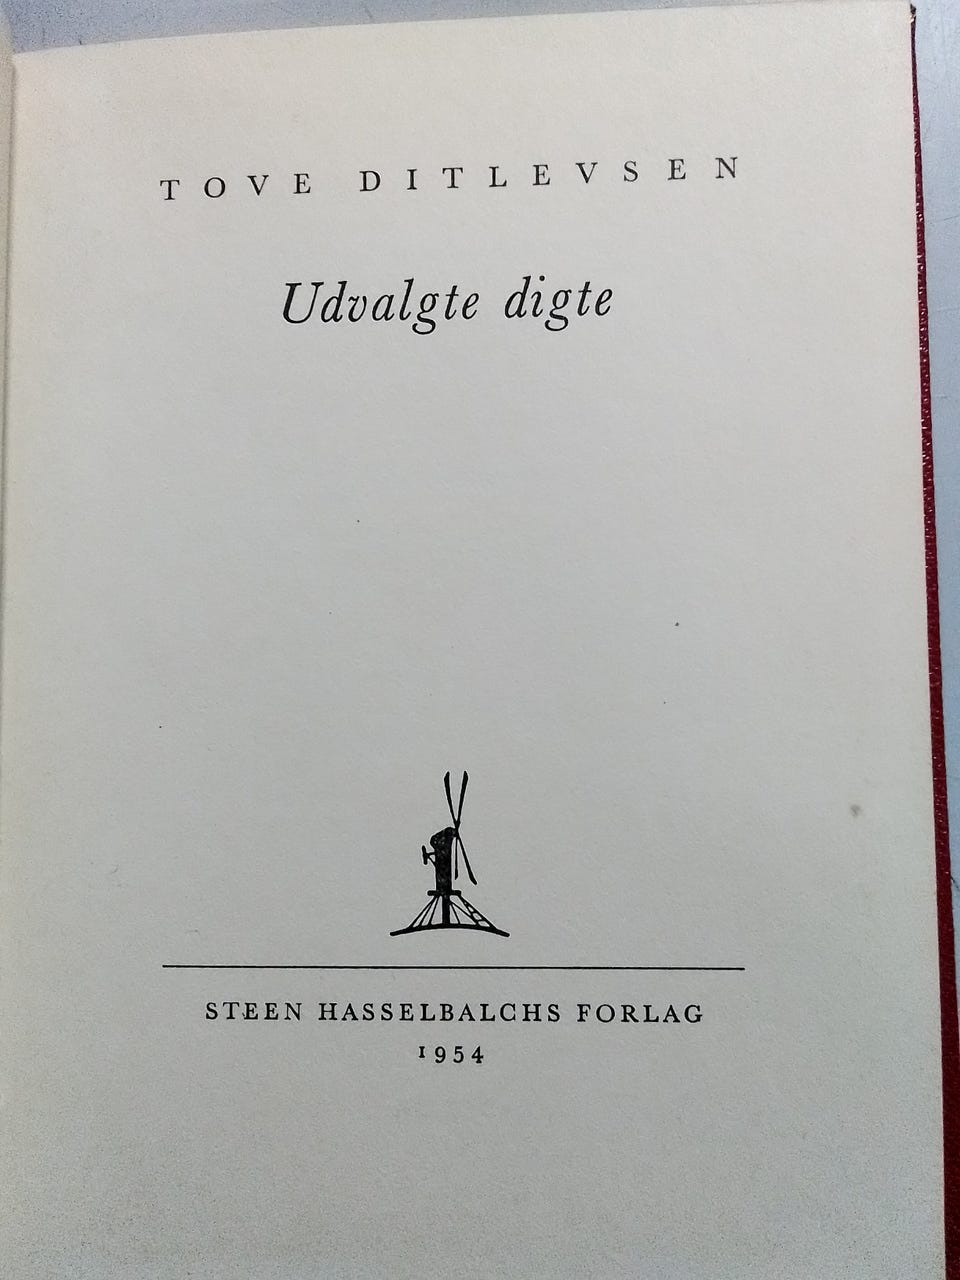 TOVE DITLEVSEN
Udvalgte digte
STEEN HASSELBALCHS FORLAG
1954